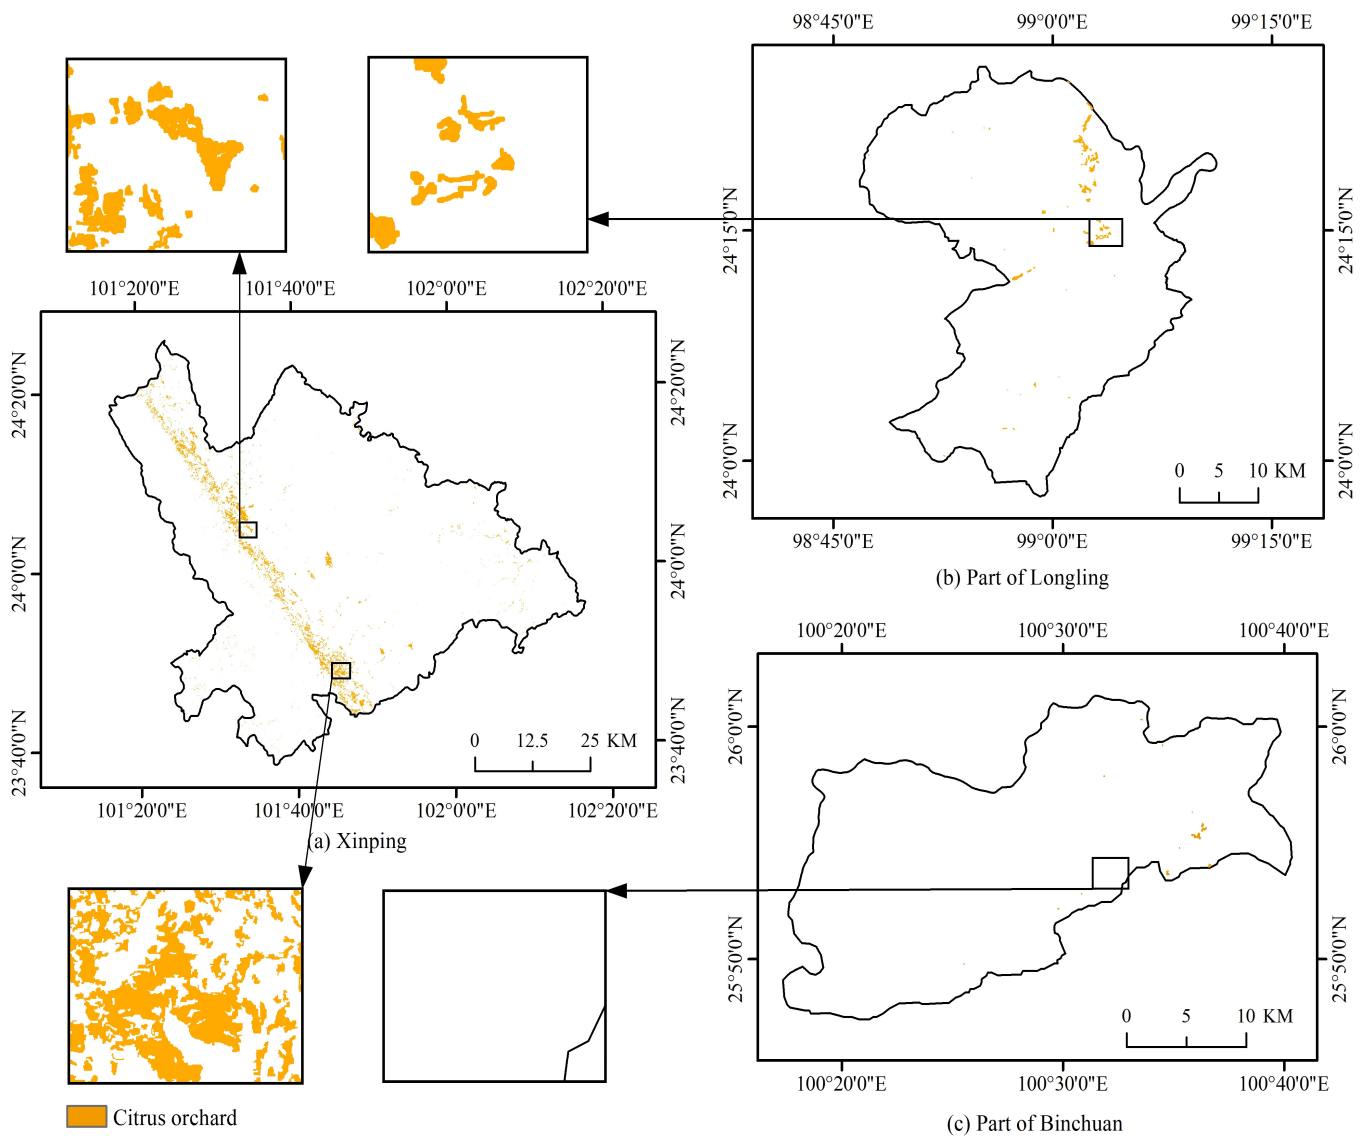 98°45'0"E 99°0'0"E 99°15'0"E
24°15'0"N
24°0'0"N
24°15'0"N
24°0'0"N
0 5 10 KM
98°45'0"E 99°0'0"E 99°15'0"E
(b) Part of Longling
101°20'0"E 101°40'0"E 102°0'0"E 102°20'0"E
24°20'0"N
24°0'0"N
23°40'0"N
24°20'0"N
24°0'0"N
23°40'0"N
0 12.5 25 KM
101°20'0"E 101°40'0"E 102°0'0"E 102°20'0"E
(a) Xinping
100°20'0"E 100°30'0"E 100°40'0"E
26°0'0"N
25°50'0"N
26°0'0"N
25°50'0"N
0 5 10 KM
100°20'0"E 100°30'0"E 100°40'0"E
(c) Part of Binchuan
Citrus orchard